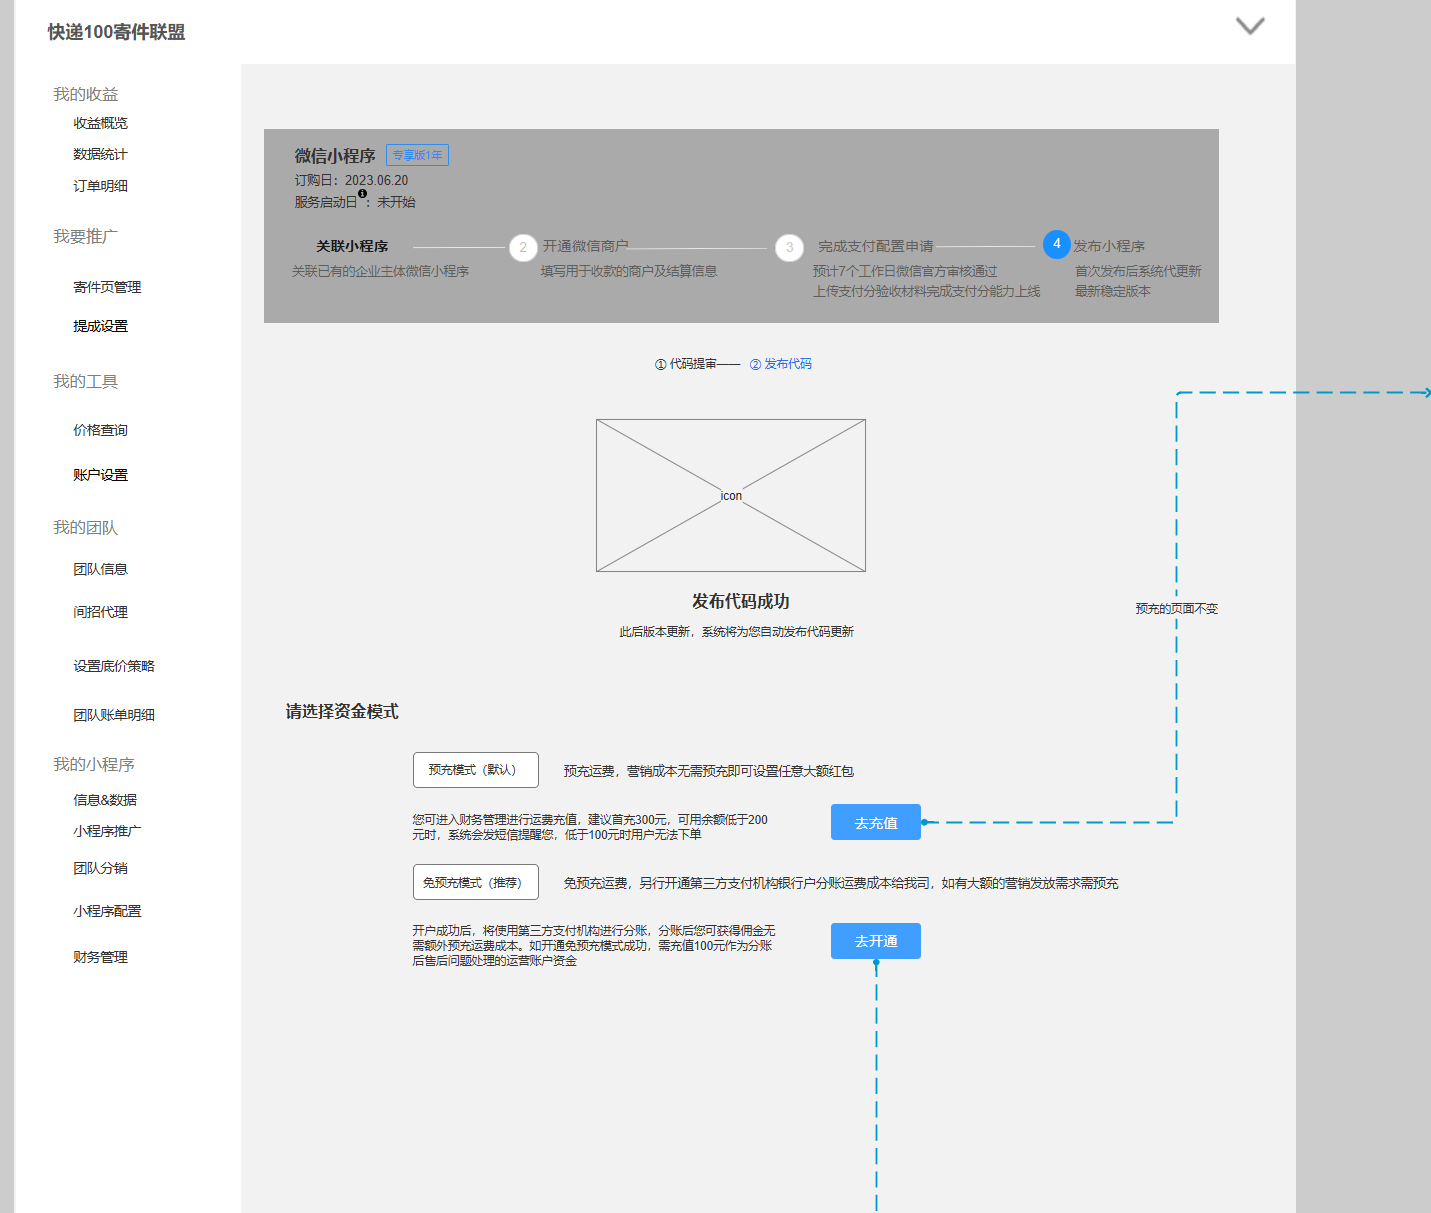 快递100寄件联盟
我的收益
收益概览
数据统计
订单明细
我要推广
寄件页管理
提成设置
我的工具
价格查询
账户设置
我的团队
团队信息
间招代理
设置底价策略
团队账单明细
我的小程序
信息&数据
小程序推广
团队分销
小程序配置
财务管理
微信小程序 专享版1年
订购日：2023.06.20
服务启动日：未开始
关联小程序
关联已有的企业主体微信小程序
2 开通微信商户
填写用于收款的商户及结算信息
3 完成支付配置申请
预计7个工作日微信官方审核通过
上传支付分验收材料完成支付分能力上线
4 发布小程序
首次发布后系统代更新
最新稳定版本
① 代码提审—— ② 发布代码
icon
发布代码成功
此后版本更新，系统将为您自动发布代码更新
预充的页面不变
请选择资金模式
预充模式（默认） 预充运费，营销成本无需预充即可设置任意大额红包
您可进入财务管理进行运费充值，建议首充300元，可用余额低于200
元时，系统会发短信提醒您，低于100元时用户无法下单
去充值
免预充模式（推荐） 免预充运费，另行开通第三方支付机构银行户分账运费成本给我司，如有大额的营销发放需求需预充
开户成功后，将使用第三方支付机构进行分账，分账后您可获得佣金无
需额外预充运费成本。如开通免预充模式成功，需充值100元作为分账
后售后问题处理的运营账户资金
去开通